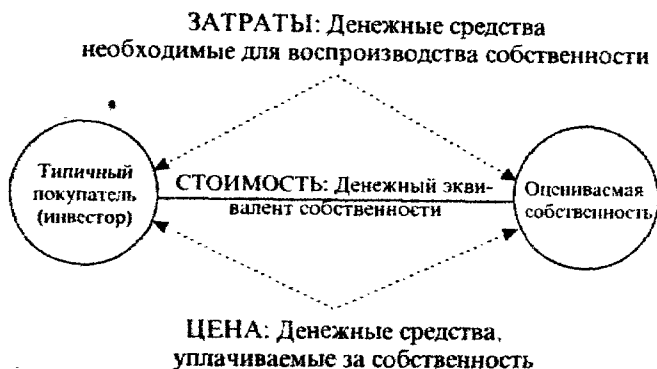 ЗАТРАТЫ: Денежные средства
необходимые для воспроизводства собственности
Типичный
покупатель
(инвестор)
СТОИМОСТЬ: Денежный экви-
валент собственности
Оцениваемая
собственность
ЦЕНА: Денежные средства,
уплачиваемые за собственность